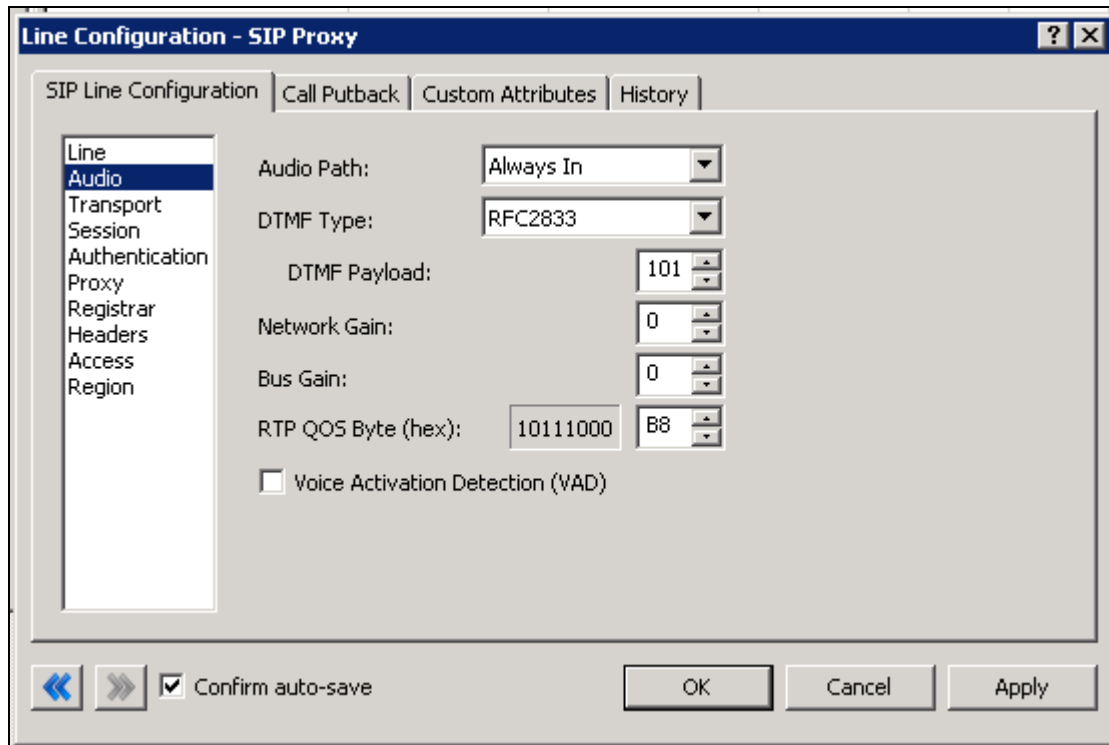 Line Configuration - SIP Proxy
SIP Line Configuration Call Putback Custom Attributes History
Line
Audio
Transport
Session
Authentication
Proxy
Registrar
Headers
Access
Region
Audio Path: Always In
DTMF Type: RFC2833
DTMF Payload: 101
Network Gain: 0
Bus Gain: 0
RTP QOS Byte (hex): 10111000 B8
Voice Activation Detection (VAD)
Confirm auto-save OK Cancel Apply